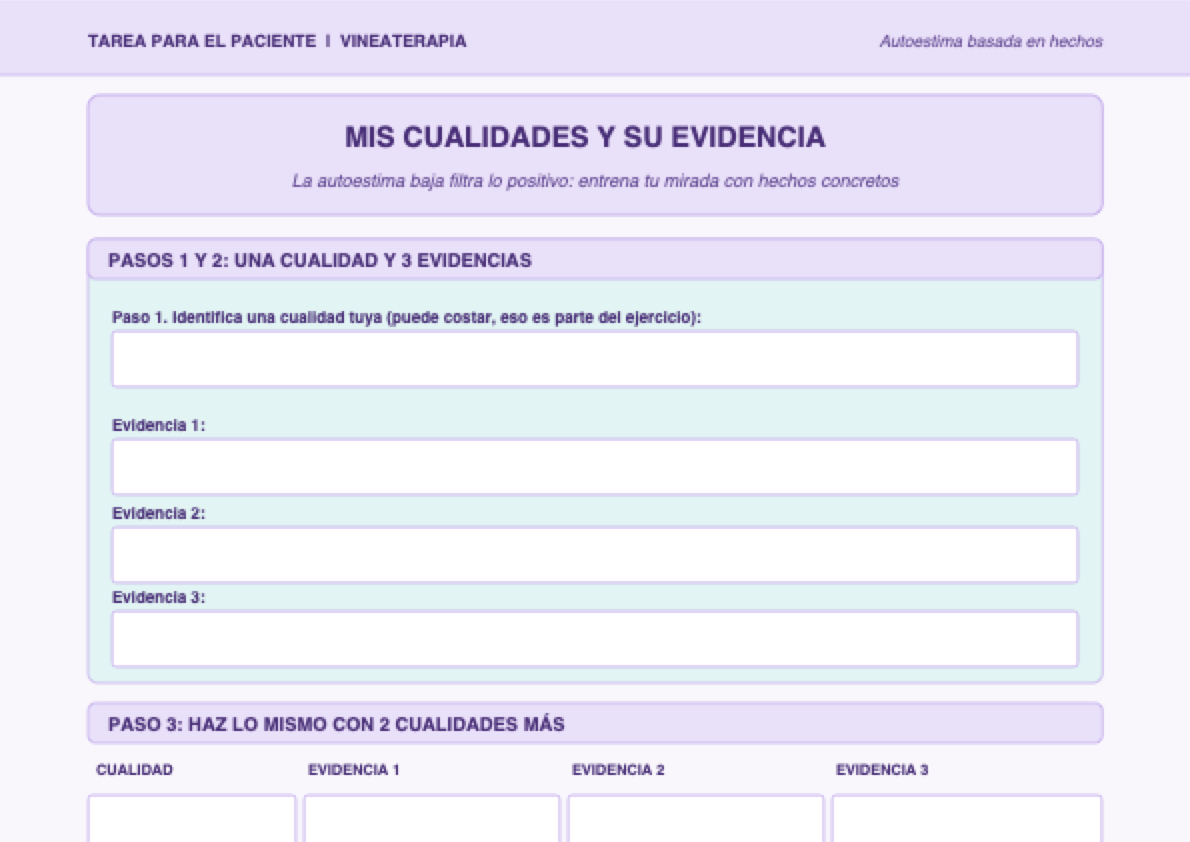 TAREA PARA EL PACIENTE | VINEATERAPIA
Autoestima basada en hechos
MIS CUALIDADES Y SU EVIDENCIA
La autoestima baja filtra lo positivo: entrena tu mirada con hechos concretos
PASOS 1 Y 2: UNA CUALIDAD Y 3 EVIDENCIAS
Paso 1. Identifica una cualidad tuya (puede costar, eso es parte del ejercicio):
Evidencia 1:
Evidencia 2:
Evidencia 3:
PASO 3: HAZ LO MISMO CON 2 CUALIDADES MÁS
CUALIDAD EVIDENCIA 1 EVIDENCIA 2 EVIDENCIA 3